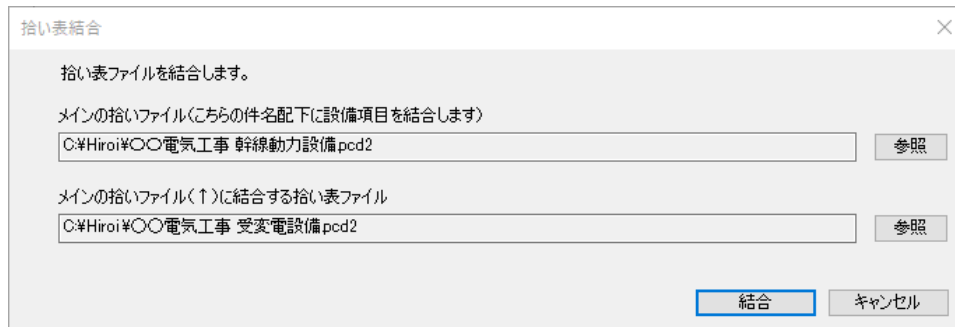 拾い表結合
拾い表ファイルを結合します。
メインの拾いファイル(こちらの件名配下に設備項目を結合します)
C:¥Hiroi¥〇〇電気工事 幹線動力設備.pcd2
参照
メインの拾いファイル(↑)に結合する拾い表ファイル
C:¥Hiroi¥〇〇電気工事 受変電設備.pcd2
参照
結合
キャンセル